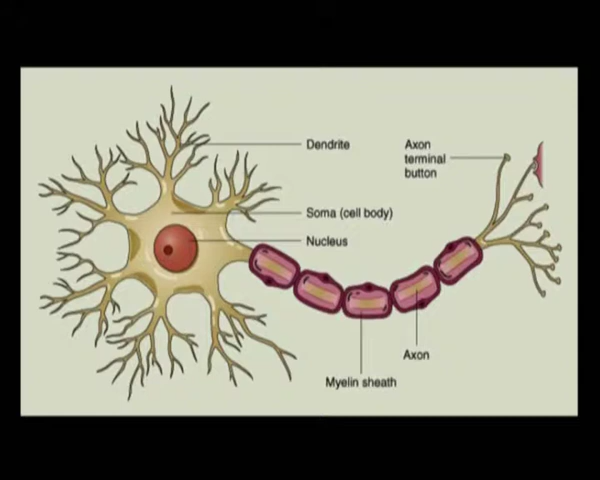 Dendrite
Axon
terminal
button
Soma (cell body)
Nucleus
Axon
Myelin sheath